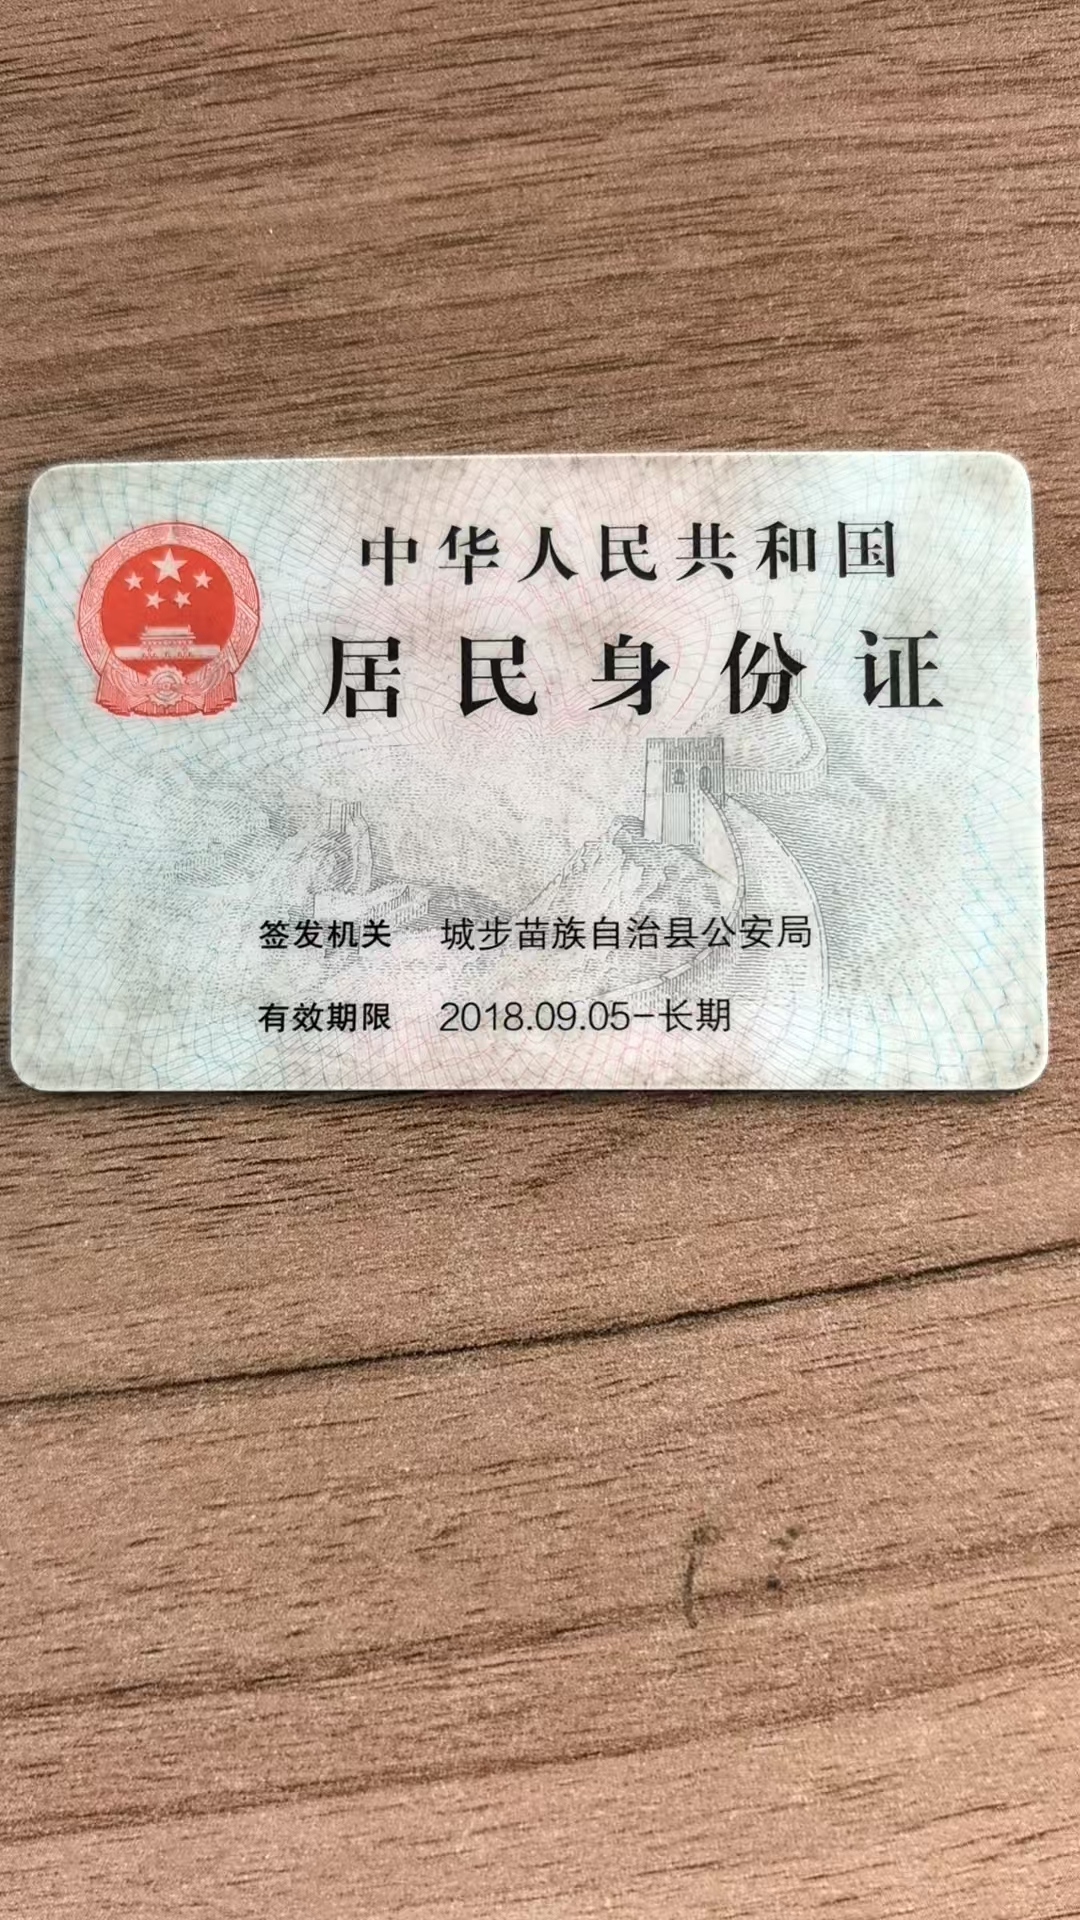 中华人民共和国
居民身份证
签发机关 城步苗族自治县公安局
有效期限 2018.09.05-长期